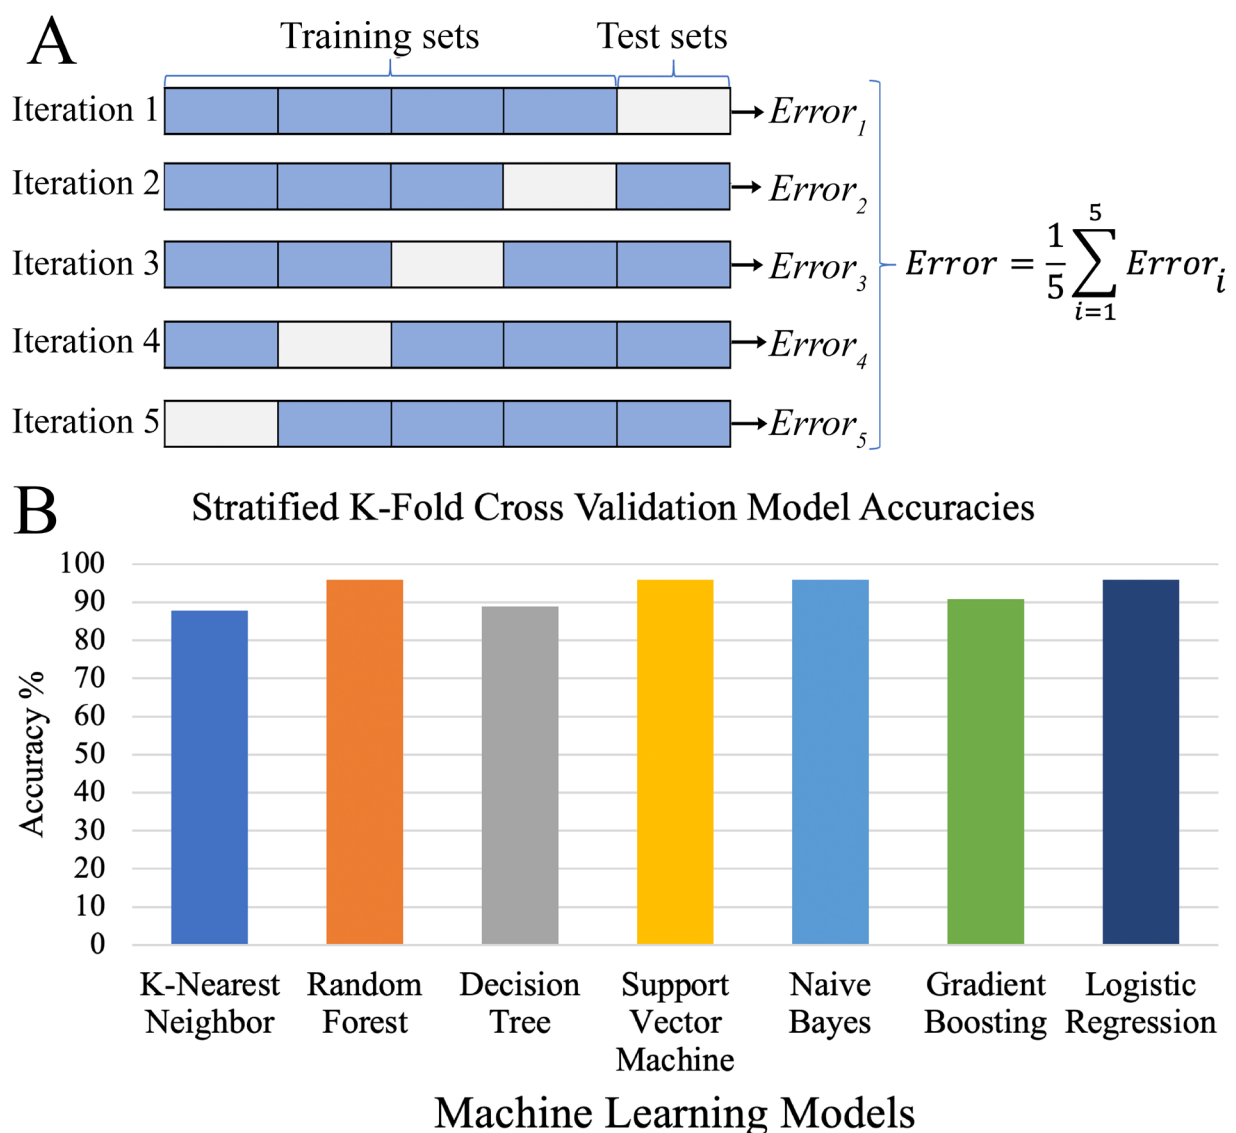 A
Training sets Test sets
Iteration 1 Error1
Iteration 2 Error2
Iteration 3 Error3
Iteration 4 Error4
Iteration 5 Error5
Error = 1/5 ∑ i=1 5 Errori
B
Stratified K-Fold Cross Validation Model Accuracies
100
90
80
70
60
50
40
30
20
10
0
Accuracy %
K-Nearest
Neighbor
Random
Forest
Decision
Tree
Support
Vector
Machine
Naive
Bayes
Gradient
Boosting
Logistic
Regression
Machine Learning Models